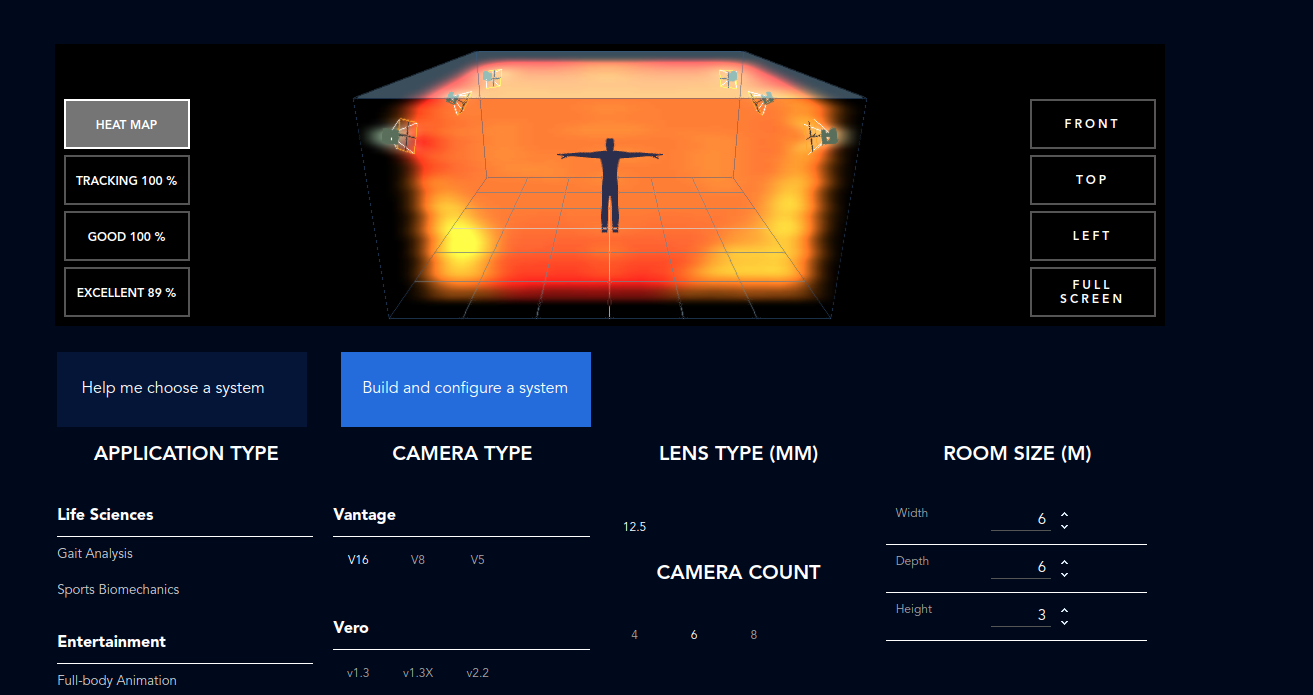 HEAT MAP
TRACKING 100 %
GOOD 100 %
EXCELLENT 89 %
FRONT
TOP
LEFT
FULL
SCREEN
Help me choose a system
Build and configure a system
APPLICATION TYPE
Life Sciences
Gait Analysis
Sports Biomechanics
Entertainment
Full-body Animation
CAMERA TYPE
Vantage
V16 V8 V5
Vero
v1.3 v1.3X v2.2
LENS TYPE (MM)
12.5
CAMERA COUNT
4 6 8
ROOM SIZE (M)
Width 6
Depth 6
Height 3